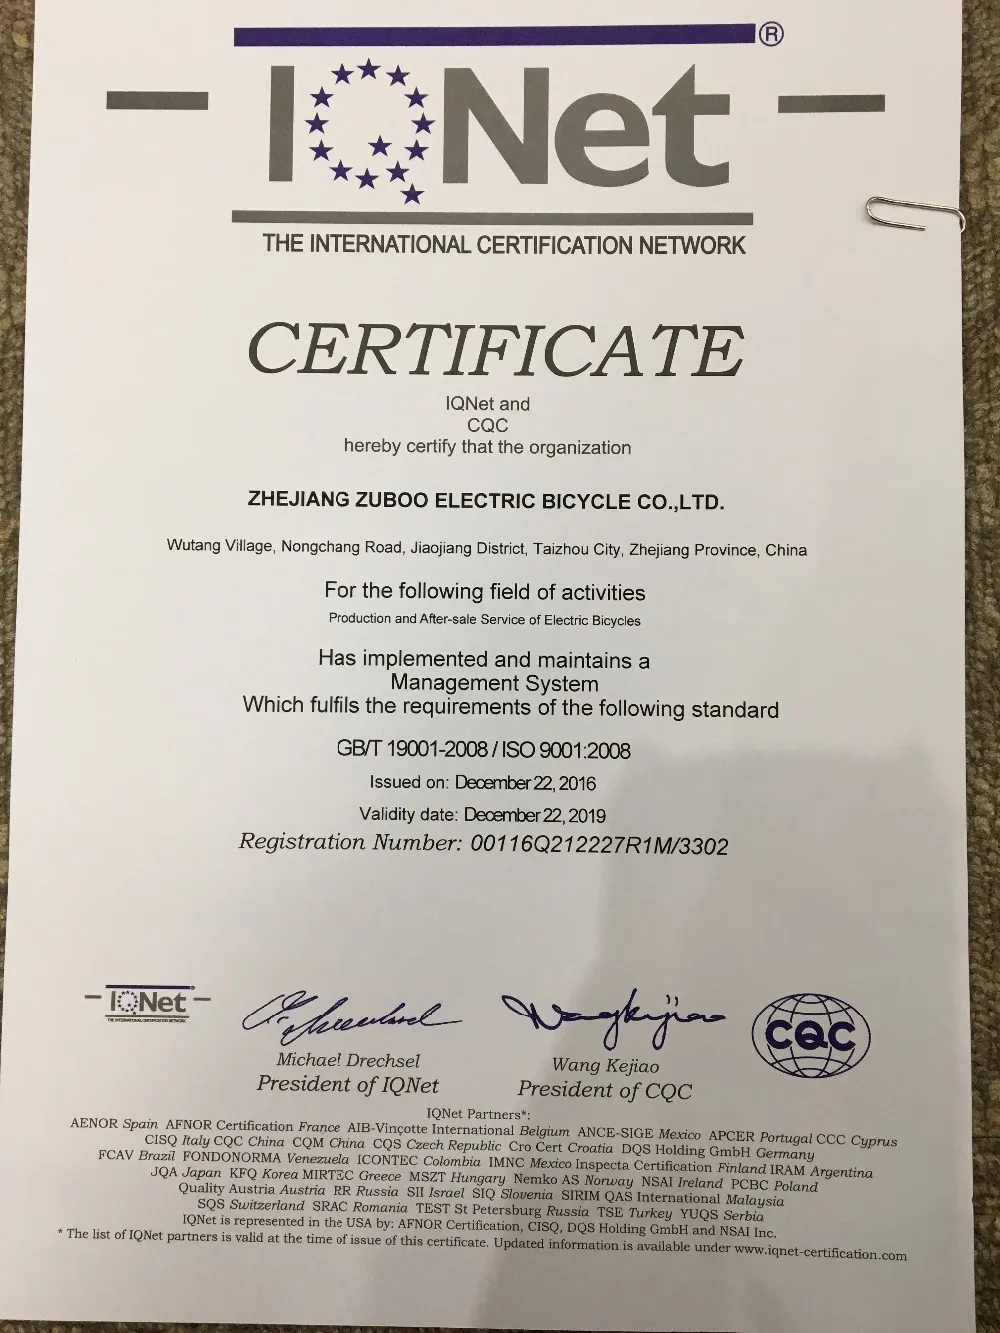 IQNet ®
THE INTERNATIONAL CERTIFICATION NETWORK
CERTIFICATE
IQNet and
CQC
hereby certify that the organization
ZHEJIANG ZUBOO ELECTRIC BICYCLE CO.,LTD.
Wutang Village, Nongchang Road, Jiaojiang District, Taizhou City, Zhejiang Province, China
For the following field of activities
Production and After-sale Service of Electric Bicycles
Has implemented and maintains a
Management System
Which fulfils the requirements of the following standard
GB/T 19001-2008 / ISO 9001:2008
Issued on: December 22, 2016
Validity date: December 22, 2019
Registration Number: 00116Q212227R1M/3302
IQNet
THE INTERNATIONAL CERTIFICATION NETWORK
CQC
Michael Drechsel
President of IQNet
Wang Kejiao
President of CQC
IQNet Partners*:
AENOR Spain AFNOR Certification France AIB-Vinçotte International Belgium ANCE-SIGE Mexico APCER Portugal CCC Cyprus
CISQ Italy CQC China CQM China CQS Czech Republic Cro Cert Croatia DQS Holding GmbH Germany
FCAV Brazil FONDONORMA Venezuela ICONTEC Colombia IMNC Mexico Inspecta Certification Finland IRAM Argentina
JQA Japan KFQ Korea MIRTEC Greece MSZT Hungary Nemko AS Norway NSAI Ireland PCBC Poland
Quality Austria Austria RR Russia SII Israel SIQ Slovenia SIRIM QAS International Malaysia
SQS Switzerland SRAC Romania TEST St Petersburg Russia TSE Turkey YUQS Serbia
IQNet is represented in the USA by: AFNOR Certification, CISQ, DQS Holding GmbH and NSAI Inc.
* The list of IQNet partners is valid at the time of issue of this certificate. Updated information is available under www.iqnet-certification.com